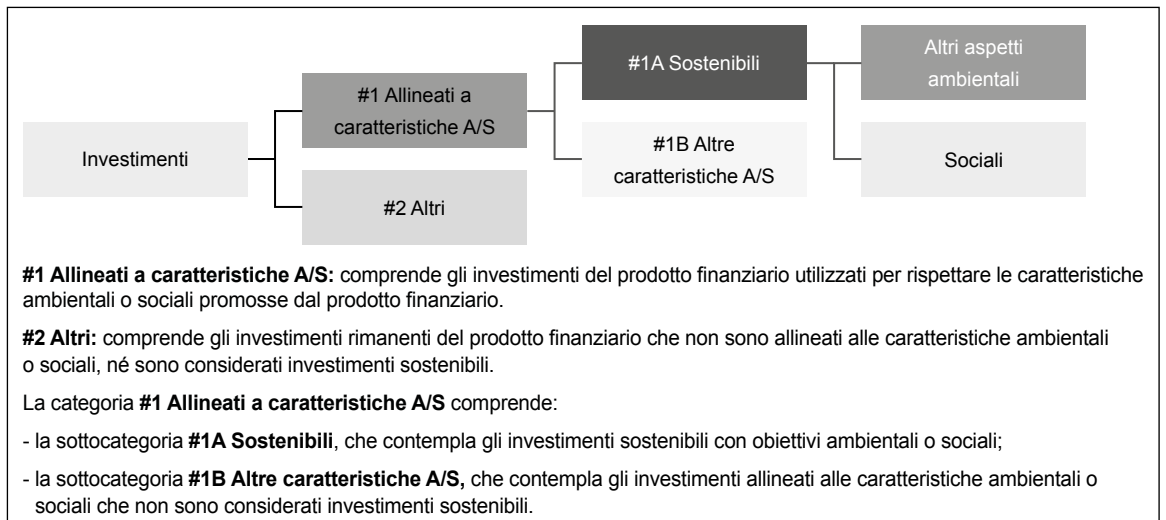 Investimenti
#1 Allineati a
caratteristiche A/S
#2 Altri
#1A Sostenibili
#1B Altre
caratteristiche A/S
Altri aspetti
ambientali
Sociali
#1 Allineati a caratteristiche A/S: comprende gli investimenti del prodotto finanziario utilizzati per rispettare le caratteristiche
ambientali o sociali promosse dal prodotto finanziario.
#2 Altri: comprende gli investimenti rimanenti del prodotto finanziario che non sono allineati alle caratteristiche ambientali
o sociali, né sono considerati investimenti sostenibili.
La categoria #1 Allineati a caratteristiche A/S comprende:
- la sottocategoria #1A Sostenibili, che contempla gli investimenti sostenibili con obiettivi ambientali o sociali;
- la sottocategoria #1B Altre caratteristiche A/S, che contempla gli investimenti allineati alle caratteristiche ambientali o
sociali che non sono considerati investimenti sostenibili.